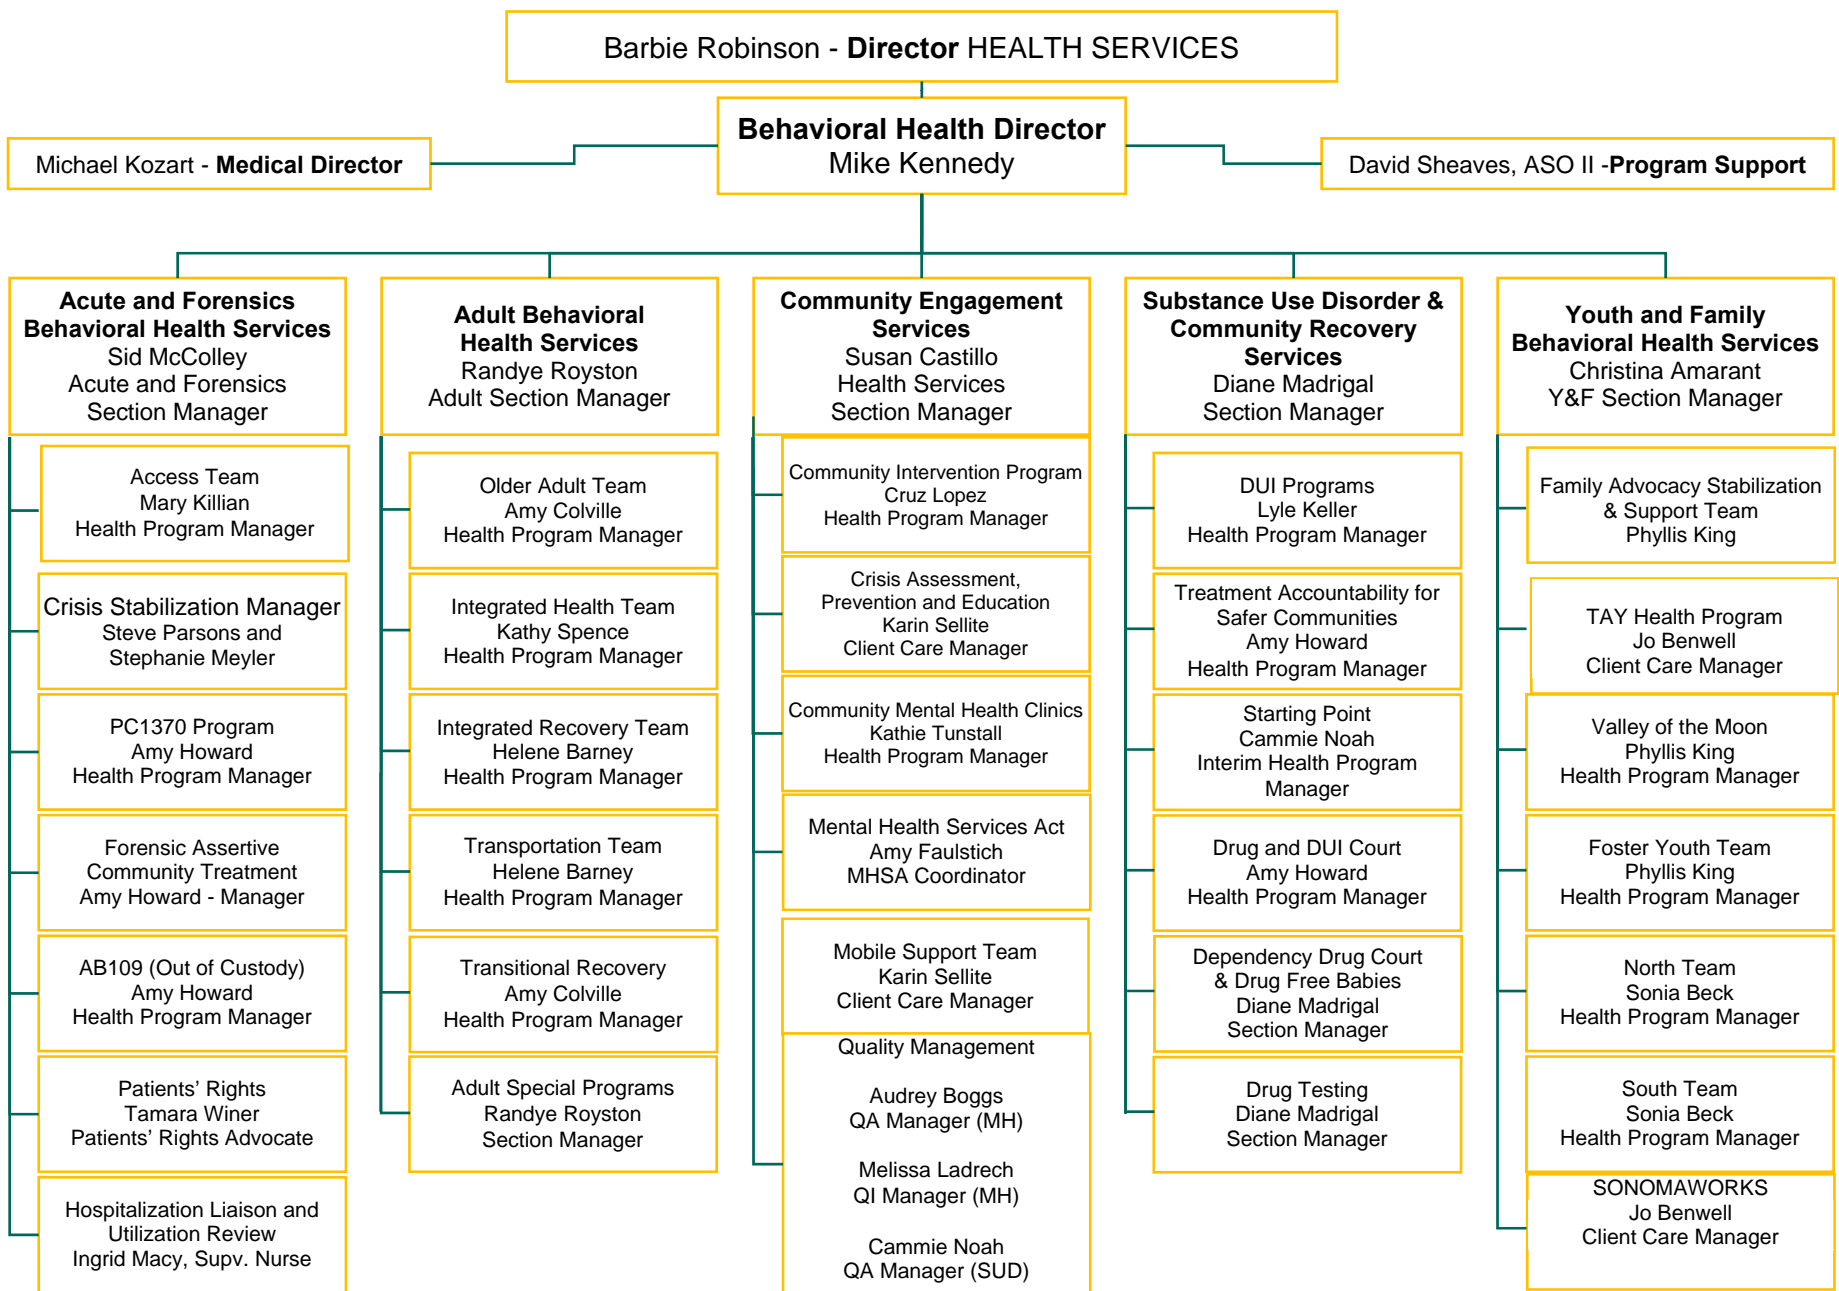 Barbie Robinson - Director HEALTH SERVICES
Behavioral Health Director
Mike Kennedy
Michael Kozart - Medical Director
David Sheaves, ASO II -Program Support
Acute and Forensics
Behavioral Health Services
Sid McColley
Acute and Forensics
Section Manager
Access Team
Mary Killian
Health Program Manager
Crisis Stabilization Manager
Steve Parsons and
Stephanie Meyler
PC1370 Program
Amy Howard
Health Program Manager
Forensic Assertive
Community Treatment
Amy Howard - Manager
AB109 (Out of Custody)
Amy Howard
Health Program Manager
Patients’ Rights
Tamara Winer
Patients’ Rights Advocate
Hospitalization Liaison and
Utilization Review
Ingrid Macy, Supv. Nurse
Adult Behavioral
Health Services
Randye Royston
Adult Section Manager
Older Adult Team
Amy Colville
Health Program Manager
Integrated Health Team
Kathy Spence
Health Program Manager
Integrated Recovery Team
Helene Barney
Health Program Manager
Transportation Team
Helene Barney
Health Program Manager
Transitional Recovery
Amy Colville
Health Program Manager
Adult Special Programs
Randye Royston
Section Manager
Community Engagement
Services
Susan Castillo
Health Services
Section Manager
Community Intervention Program
Cruz Lopez
Health Program Manager
Crisis Assessment,
Prevention and Education
Karin Sellite
Client Care Manager
Community Mental Health Clinics
Kathie Tunstall
Health Program Manager
Mental Health Services Act
Amy Faulstich
MHSA Coordinator
Mobile Support Team
Karin Sellite
Client Care Manager
Quality Management
Audrey Boggs
QA Manager (MH)
Melissa Ladrech
QI Manager (MH)
Cammie Noah
QA Manager (SUD)
Substance Use Disorder &
Community Recovery
Services
Diane Madrigal
Section Manager
DUI Programs
Lyle Keller
Health Program Manager
Treatment Accountability for
Safer Communities
Amy Howard
Health Program Manager
Starting Point
Cammie Noah
Interim Health Program
Manager
Drug and DUI Court
Amy Howard
Health Program Manager
Dependency Drug Court
& Drug Free Babies
Diane Madrigal
Section Manager
Drug Testing
Diane Madrigal
Section Manager
Youth and Family
Behavioral Health Services
Christina Amarant
Y&F Section Manager
Family Advocacy Stabilization
& Support Team
Phyllis King
TAY Health Program
Jo Benwell
Client Care Manager
Valley of the Moon
Phyllis King
Health Program Manager
Foster Youth Team
Phyllis King
Health Program Manager
North Team
Sonia Beck
Health Program Manager
South Team
Sonia Beck
Health Program Manager
SONOMAWORKS
Jo Benwell
Client Care Manager